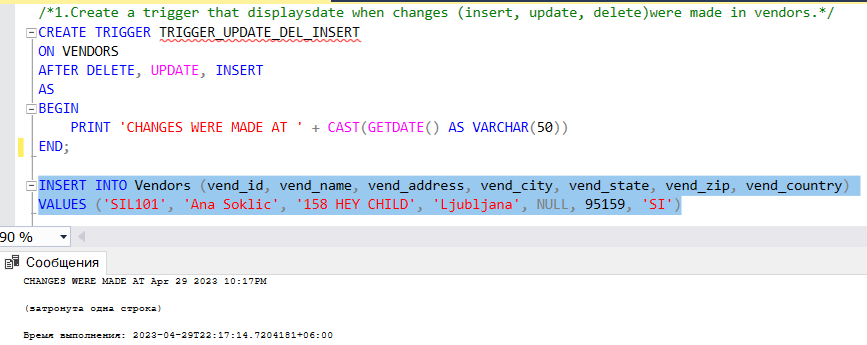 /*1.Create a trigger that displaysdate when changes (insert, update, delete)were made in vendors.*/
CREATE TRIGGER TRIGGER_UPDATE_DEL_INSERT
ON VENDORS
AFTER DELETE, UPDATE, INSERT
AS
BEGIN
PRINT 'CHANGES WERE MADE AT ' + CAST(GETDATE() AS VARCHAR(50))
END;
INSERT INTO Vendors (vend_id, vend_name, vend_address, vend_city, vend_state, vend_zip, vend_country)
VALUES ('SIL101', 'Ana Soklic', '158 HEY CHILD', 'Ljubljana', NULL, 95159, 'SI')
90 %
Сообщения
CHANGES WERE MADE AT Apr 29 2023 10:17PM
(затронута одна строка)
Время выполнения: 2023-04-29T22:17:14.7204181+06:00